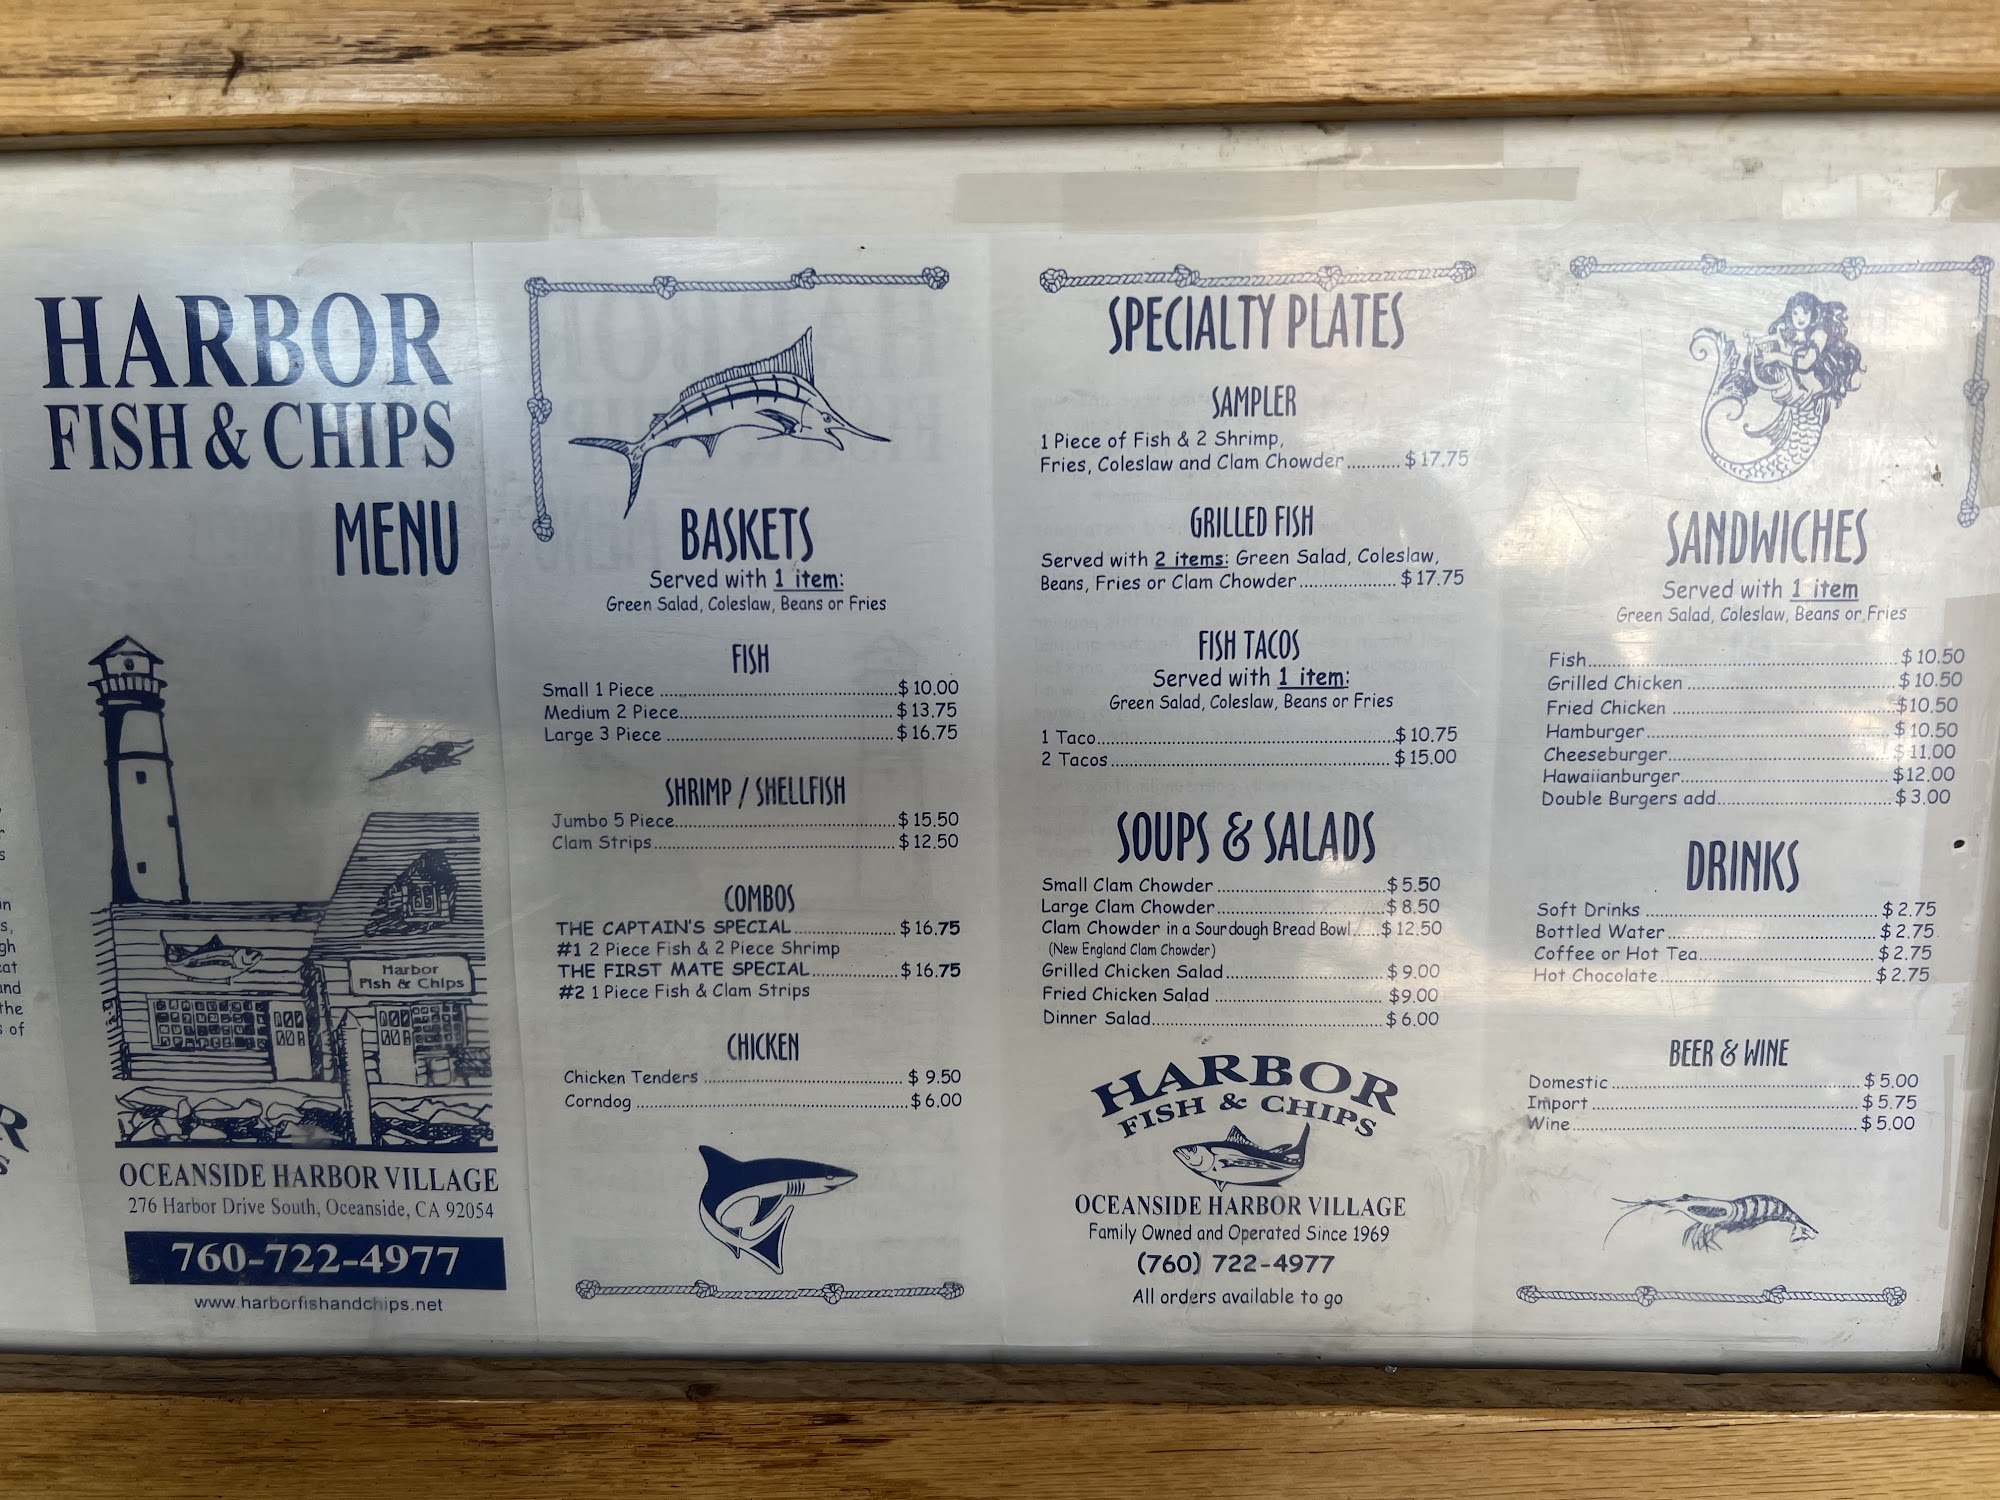 HARBOR
FISH & CHIPS
MENU
Harbor
Fish & Chips
OCEANSIDE HARBOR VILLAGE
276 Harbor Drive South, Oceanside, CA 92054
760-722-4977
www.harborfishandchips.net
BASKETS
Served with 1 item:
Green Salad, Coleslaw, Beans or Fries
FISH
Small 1 Piece $10.00
Medium 2 Piece $13.75
Large 3 Piece $16.75
SHRIMP / SHELLFISH
Jumbo 5 Piece $15.50
Clam Strips $12.50
COMBOS
THE CAPTAIN'S SPECIAL $16.75
#1 2 Piece Fish & 2 Piece Shrimp
THE FIRST MATE SPECIAL $16.75
#2 1 Piece Fish & Clam Strips
CHICKEN
Chicken Tenders $9.50
Corndog $6.00
SPECIALTY PLATES
SAMPLER
1 Piece of Fish & 2 Shrimp,
Fries, Coleslaw and Clam Chowder $17.75
GRILLED FISH
Served with 2 items: Green Salad, Coleslaw,
Beans, Fries or Clam Chowder $17.75
FISH TACOS
Served with 1 item:
Green Salad, Coleslaw, Beans or Fries
1 Taco $10.75
2 Tacos $15.00
SOUPS & SALADS
Small Clam Chowder $5.50
Large Clam Chowder $8.50
Clam Chowder in a Sourdough Bread Bowl $12.50
(New England Clam Chowder)
Grilled Chicken Salad $9.00
Fried Chicken Salad $9.00
Dinner Salad $6.00
HARBOR
FISH & CHIPS
OCEANSIDE HARBOR VILLAGE
Family Owned and Operated Since 1969
(760) 722-4977
All orders available to go
SANDWICHES
Served with 1 item
Green Salad, Coleslaw, Beans or Fries
Fish $10.50
Grilled Chicken $10.50
Fried Chicken $10.50
Hamburger $10.50
Cheeseburger $11.00
Hawaiianburger $12.00
Double Burgers add $3.00
DRINKS
Soft Drinks $2.75
Bottled Water $2.75
Coffee or Hot Tea $2.75
Hot Chocolate $2.75
BEER & WINE
Domestic $5.00
Import $5.75
Wine $5.00